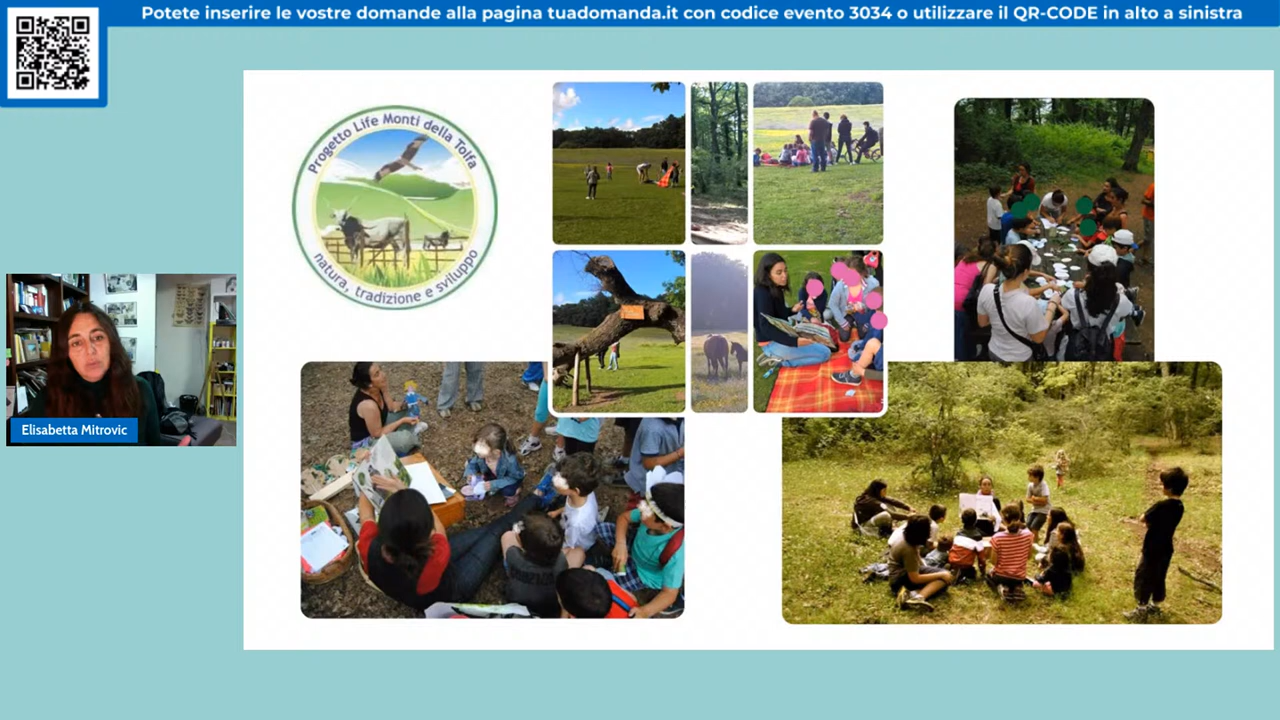 Potete inserire le vostre domande alla pagina tuadomanda.it con codice evento 3034 o utilizzare il QR-CODE in alto a sinistra
Progetto Life Monti della Tolfa
natura, tradizione e sviluppo
Elisabetta Mitrovic